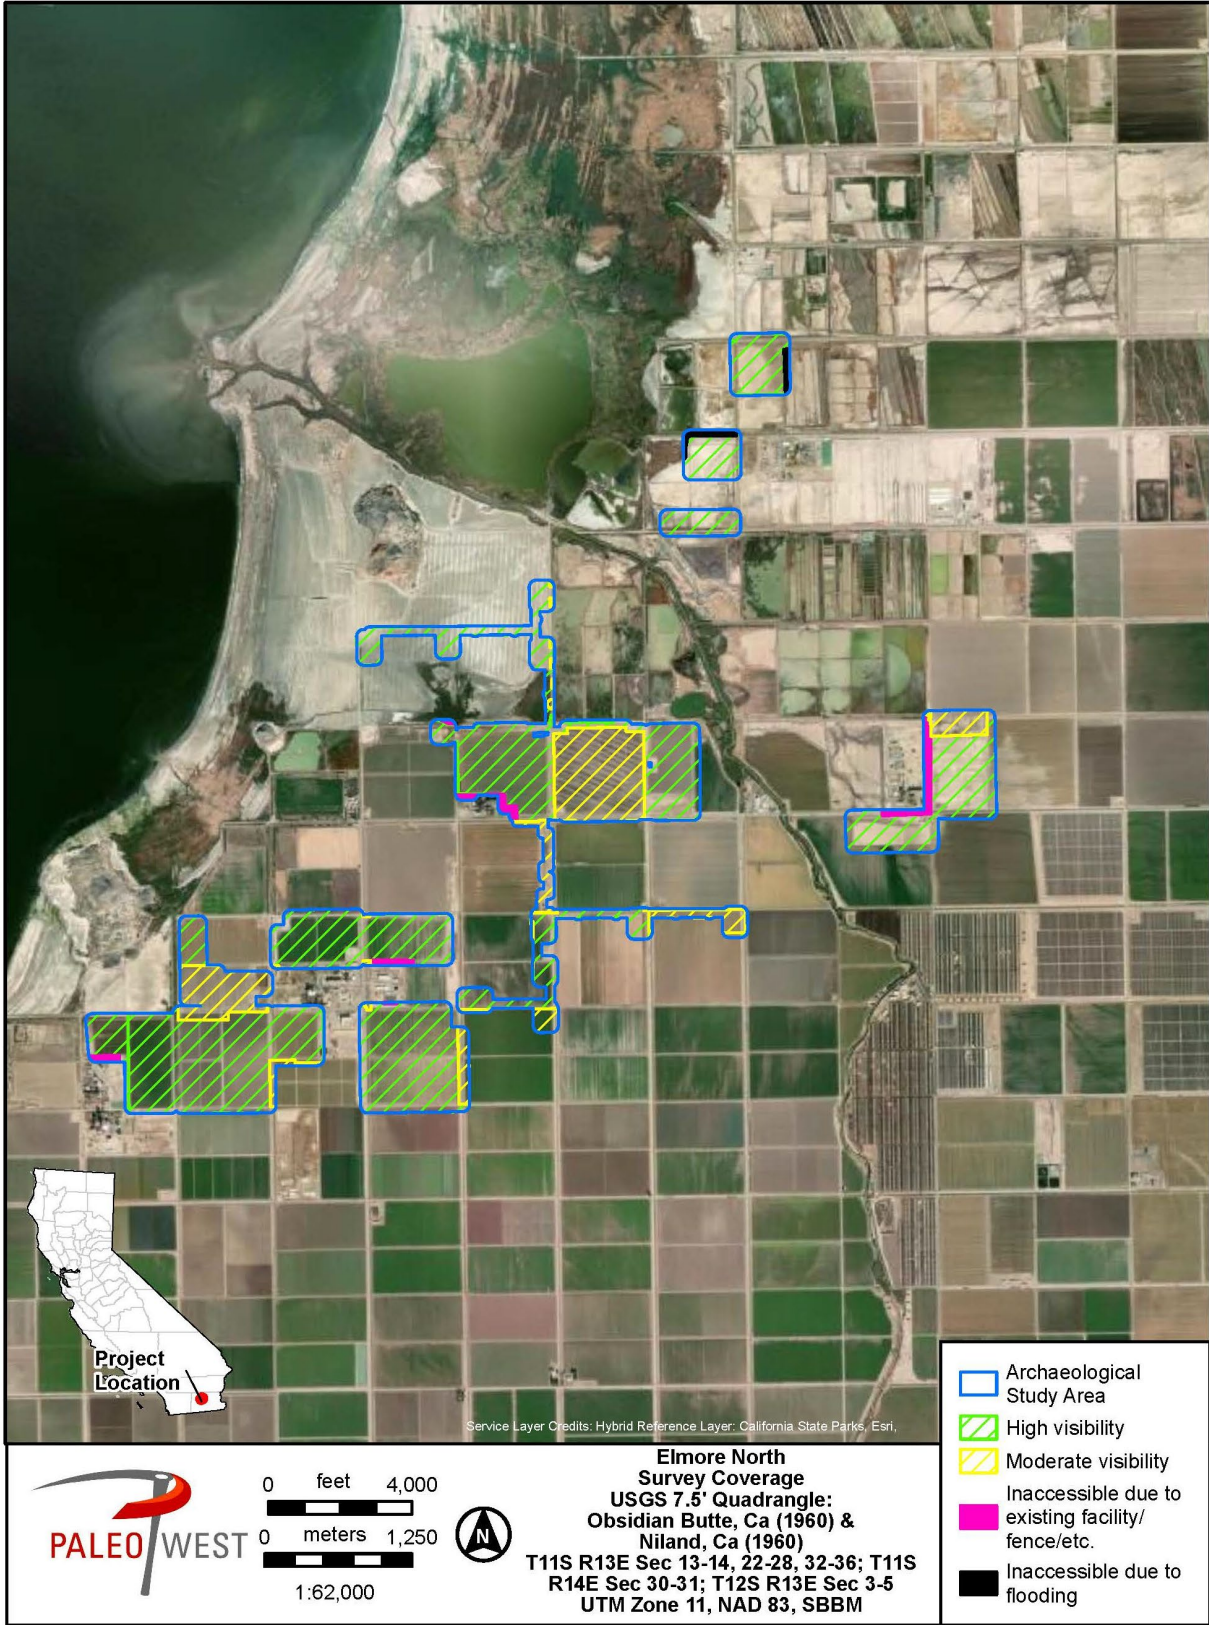 Project
Location
Service Layer Credits: Hybrid Reference Layer: California State Parks, Esri,
Archaeological
Study Area
High visibility
Moderate visibility
Inaccessible due to
existing facility/
fence/etc.
Inaccessible due to
flooding
PALEO WEST
0 feet 4,000
0 meters 1,250
1:62,000
N
Elmore North
Survey Coverage
USGS 7.5' Quadrangle:
Obsidian Butte, Ca (1960) &
Niland, Ca (1960)
T11S R13E Sec 13-14, 22-28, 32-36; T11S
R14E Sec 30-31; T12S R13E Sec 3-5
UTM Zone 11, NAD 83, SBBM